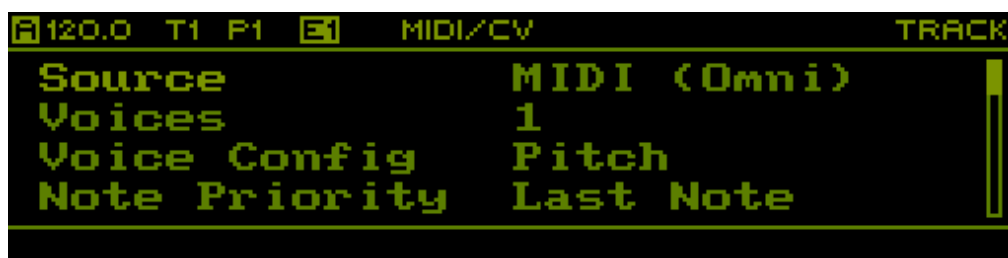 A 120.0 T1 P1 E1 MIDI/CV TRACK
Source MIDI (Omni)
Voices 1
Voice Config Pitch
Note Priority Last Note